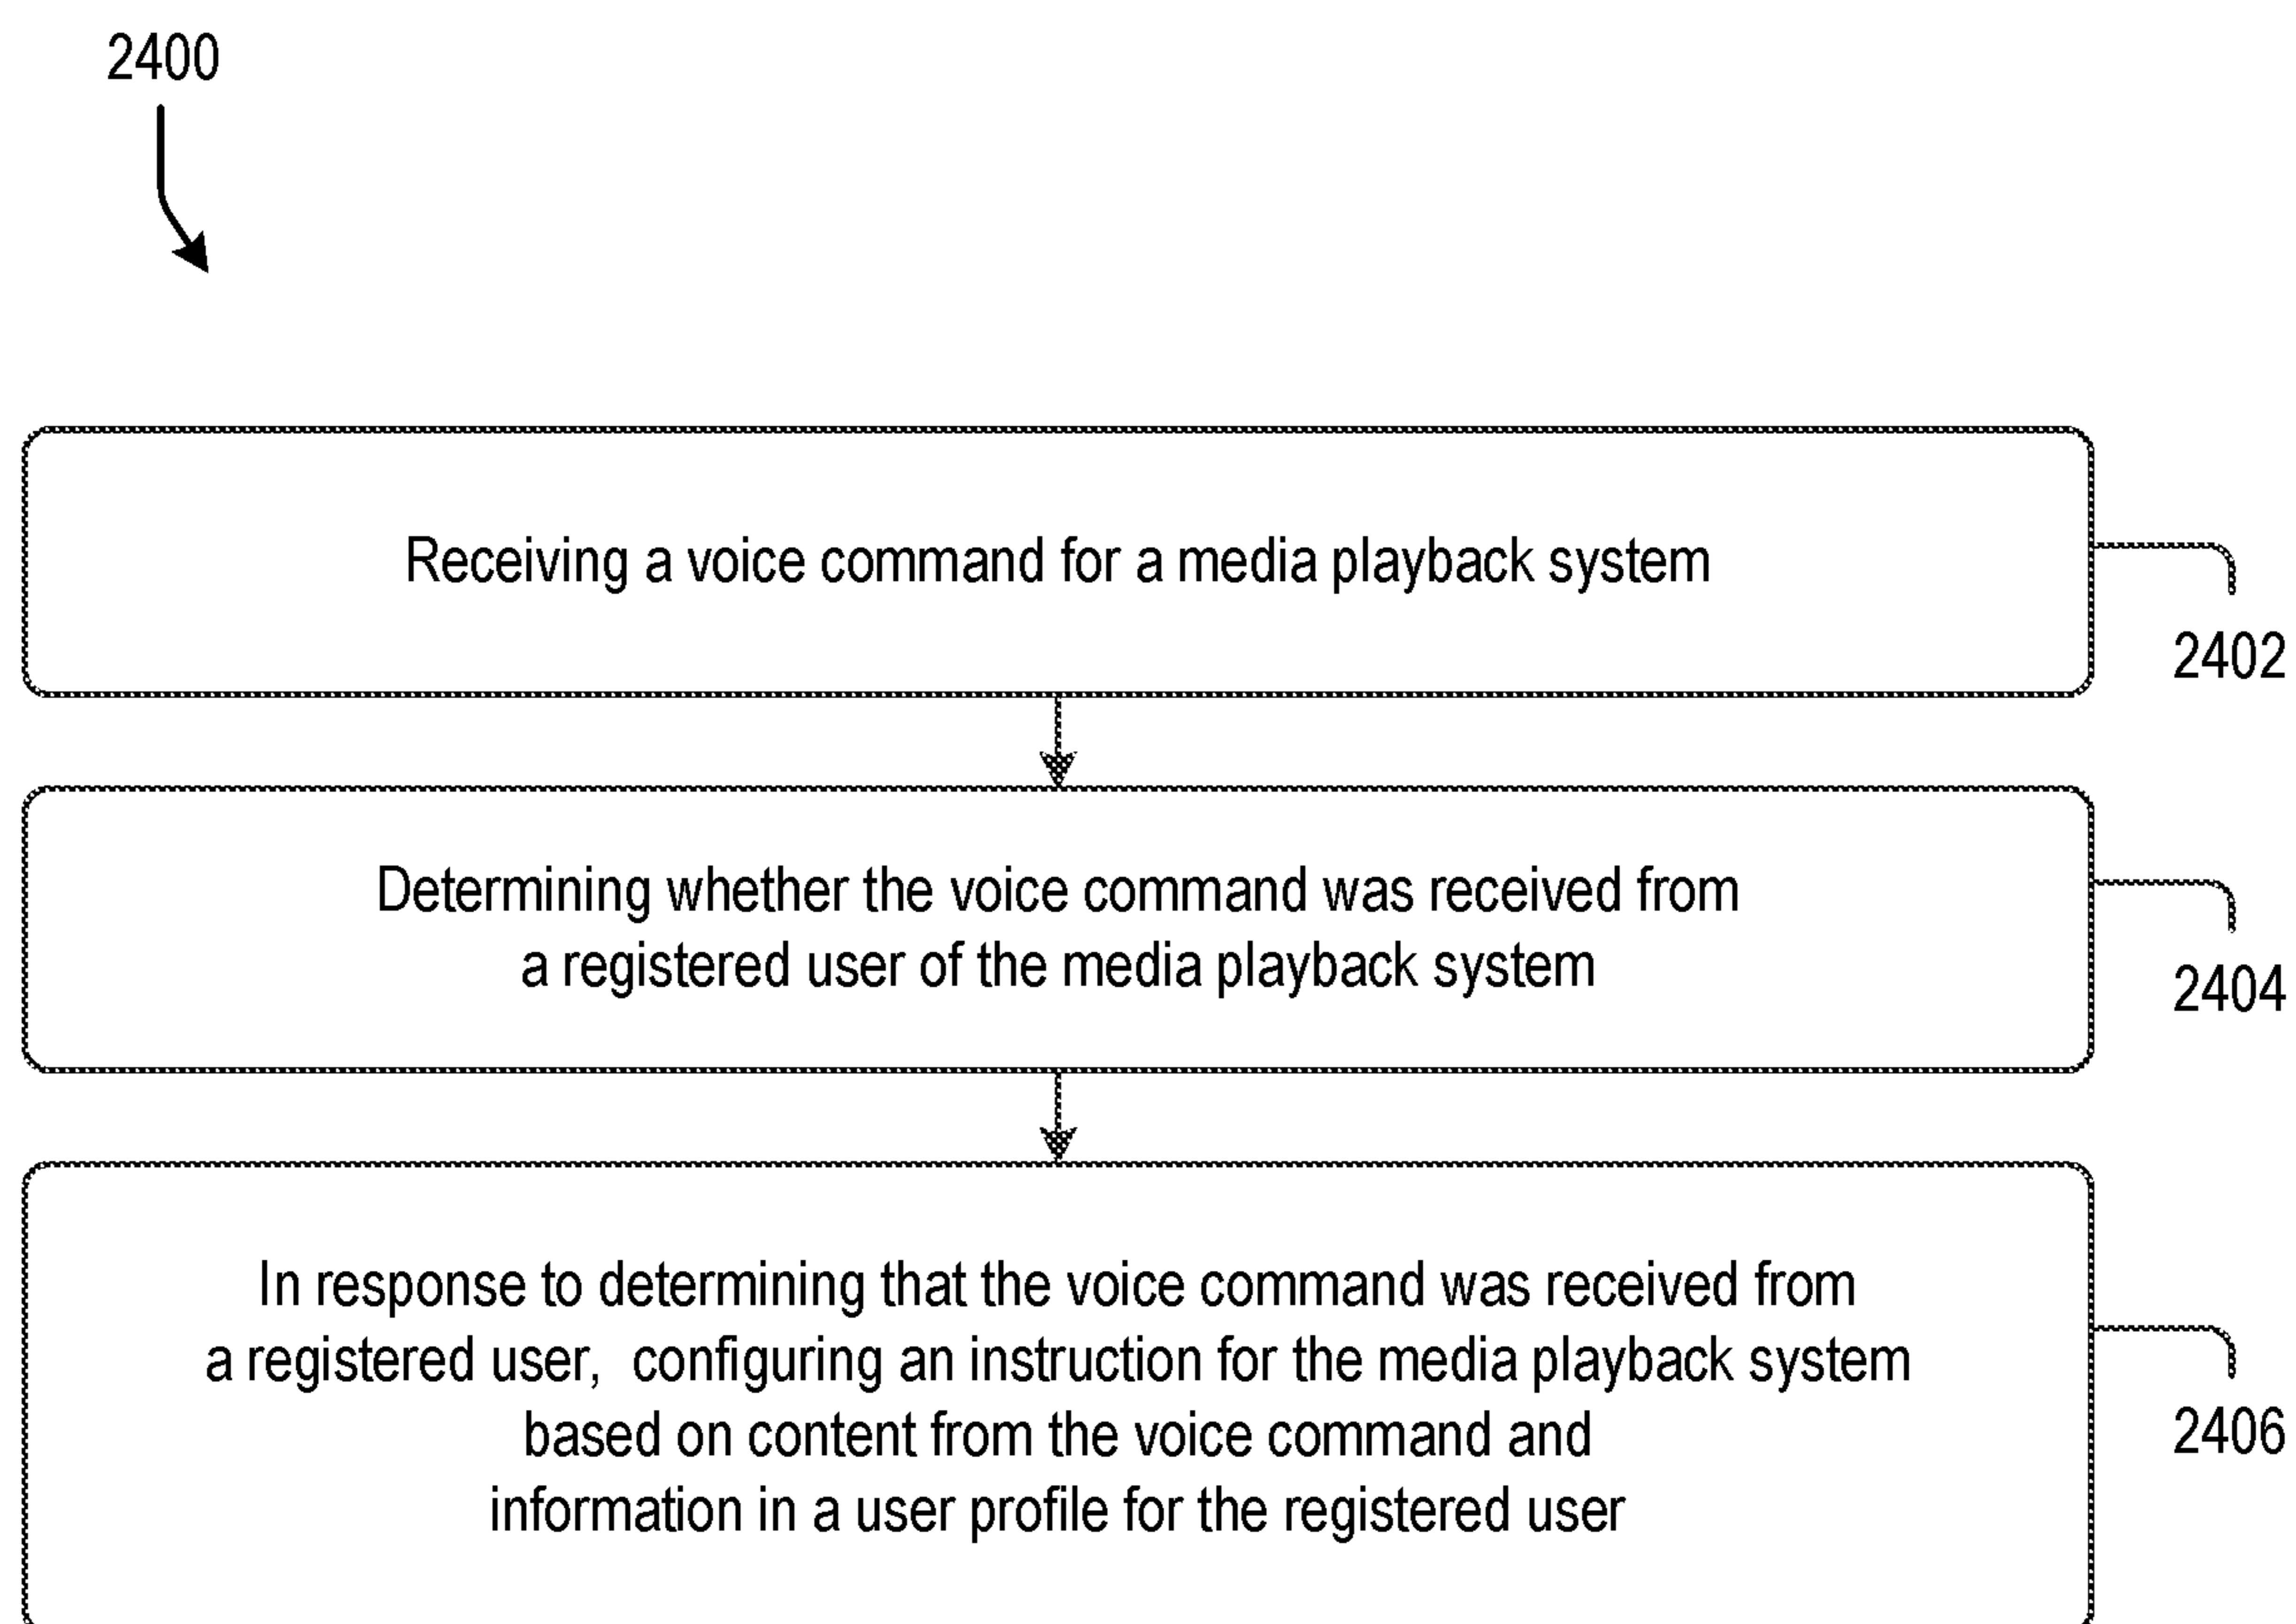 2400
Receiving a voice command for a media playback system
2402
Determining whether the voice command was received from
a registered user of the media playback system
2404
In response to determining that the voice command was received from
a registered user, configuring an instruction for the media playback system
based on content from the voice command and
information in a user profile for the registered user
2406